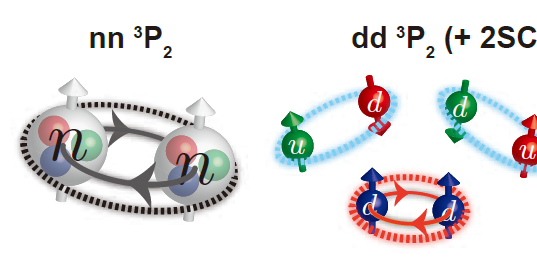 nn ³P₂
dd ³P₂ (+ 2SC
n n
d d
u u
d d